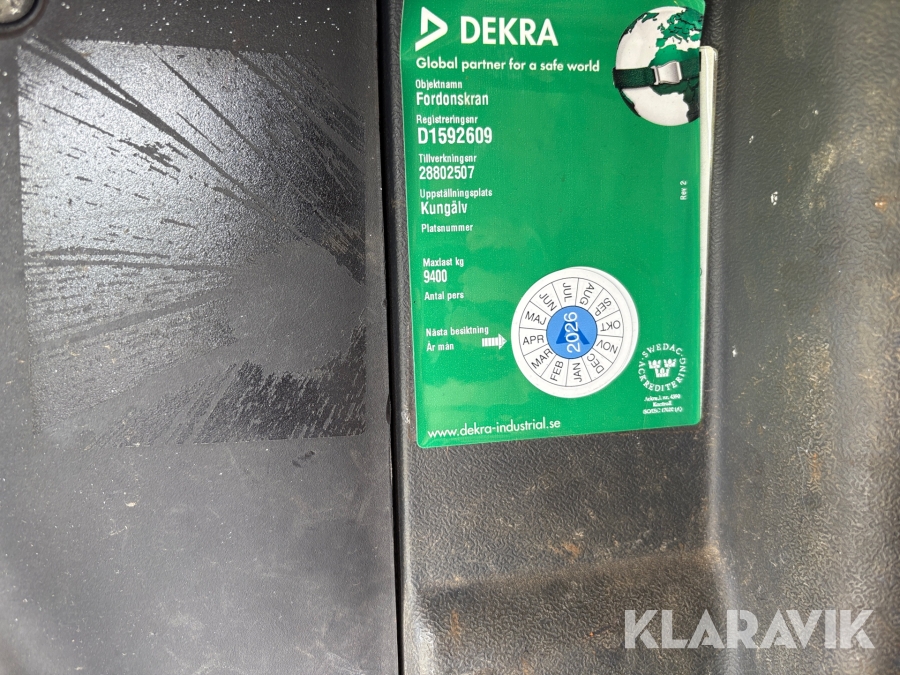 DEKRA
Global partner for a safe world
Objektnamn
Fordonskran
Registreringsnr
D1592609
Tillverkningsnr
28802507
Uppställningsplats
Kungälv
Platsnummer
Maxlast kg
9400
Antal pers
Nästa besiktning
År mån
JAN
FEB
MAR
APR
MAJ
JUN
JUL
AUG
SEP
OKT
NOV
DEC
2026
Rev 2
SWEDAC
ACKREDITERING
www.dekra-industrial.se
KLARAVIK